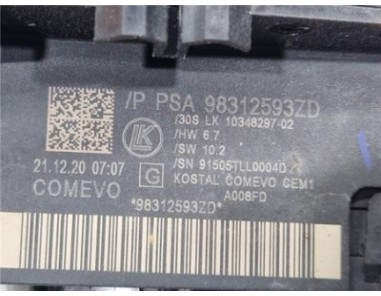 /P PSA 98312593ZD
/30S LK 10348297-02
/HW 6.7
/SW 10.2
21.12.20 07:07
/SN 91505TLL0004D
COMEVO
G
KOSTAL COMEVO CEM1
A008FD
*98312593ZD*